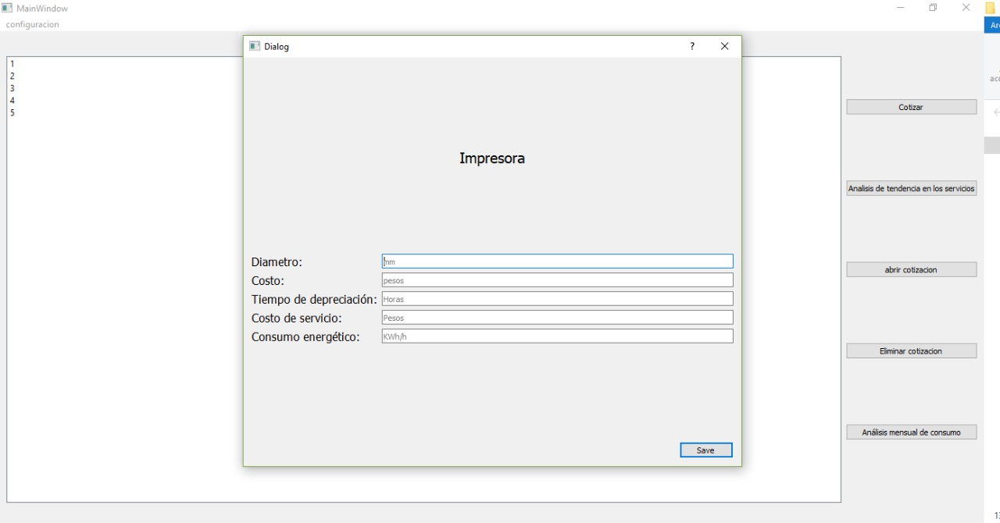 MainWindow
configuracion
1
2
3
4
5
Dialog
?
Impresora
Diametro: mm
Costo: pesos
Tiempo de depreciación: Horas
Costo de servicio: Pesos
Consumo energético: KWh/h
Save
Cotizar
Analisis de tendencia en los servicios
abrir cotizacion
Eliminar cotizacion
Análisis mensual de consumo